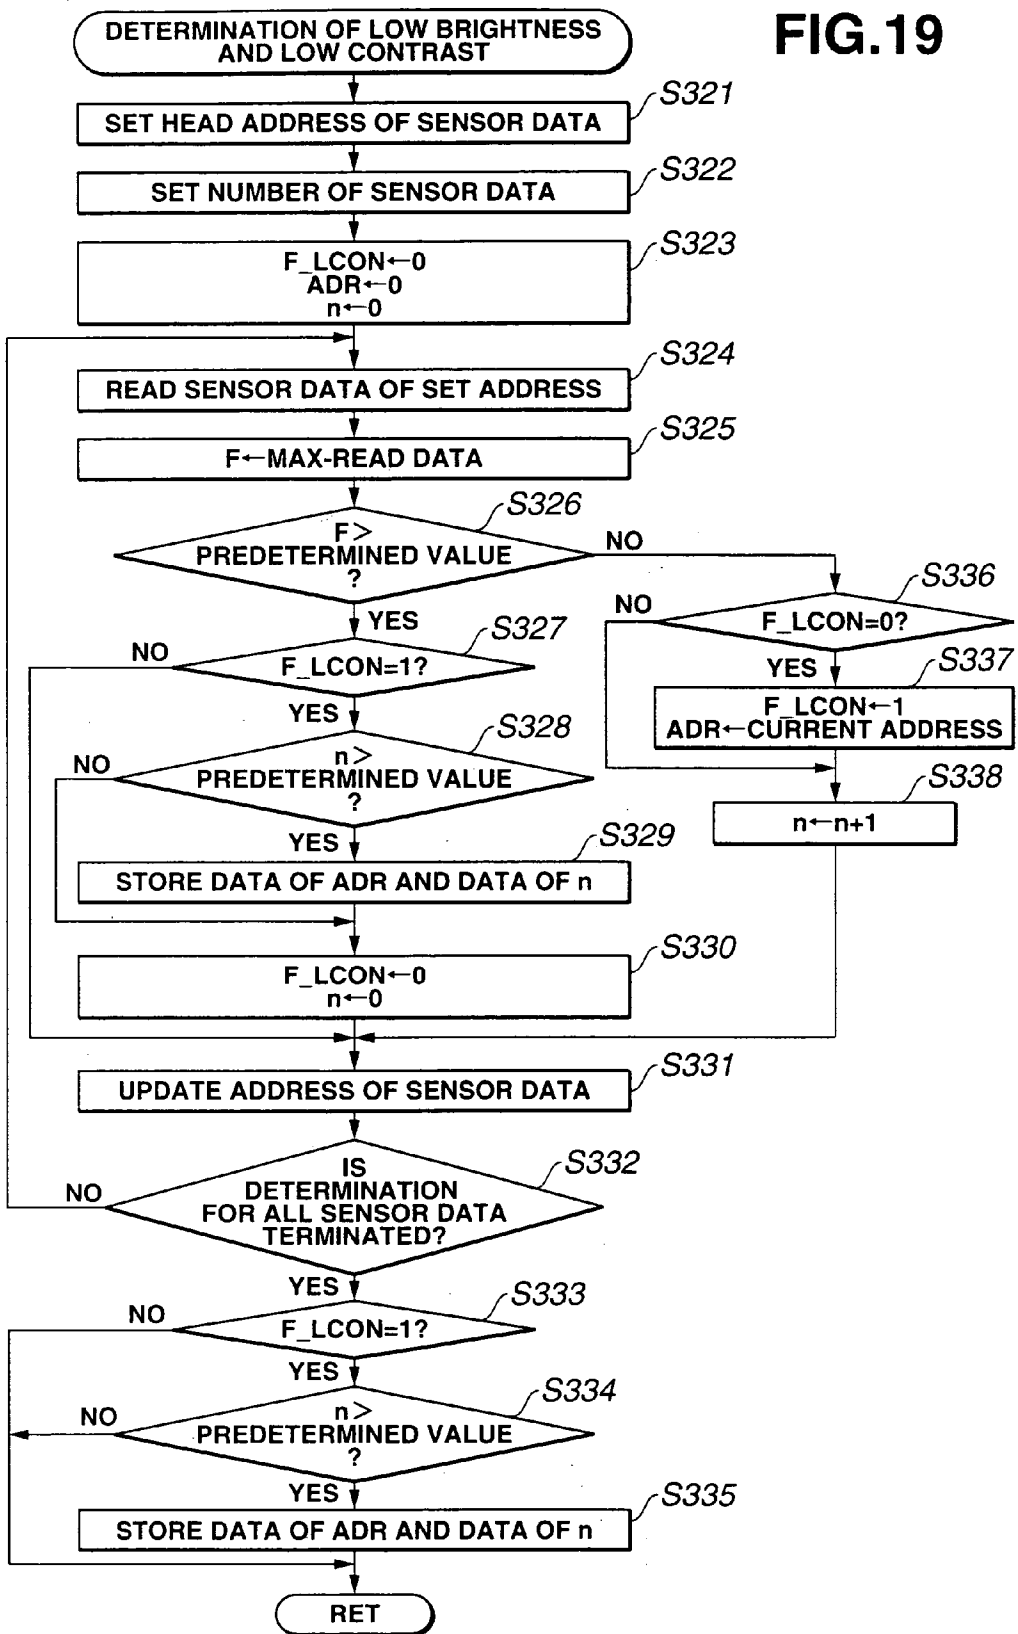 FIG.19
DETERMINATION OF LOW BRIGHTNESS
AND LOW CONTRAST
S321
SET HEAD ADDRESS OF SENSOR DATA
S322
SET NUMBER OF SENSOR DATA
S323
F_LCON←0
ADR←0
n←0
S324
READ SENSOR DATA OF SET ADDRESS
S325
F←MAX-READ DATA
S326
F>
PREDETERMINED VALUE
?
NO
YES
S336
NO
F_LCON=0?
YES
S337
F_LCON←1
ADR←CURRENT ADDRESS
S338
n←n+1
S327
NO
F_LCON=1?
YES
S328
NO
n>
PREDETERMINED VALUE
?
YES
S329
STORE DATA OF ADR AND DATA OF n
S330
F_LCON←0
n←0
S331
UPDATE ADDRESS OF SENSOR DATA
S332
NO
IS
DETERMINATION
FOR ALL SENSOR DATA
TERMINATED?
YES
S333
NO
F_LCON=1?
YES
S334
NO
n>
PREDETERMINED VALUE
?
YES
S335
STORE DATA OF ADR AND DATA OF n
RET